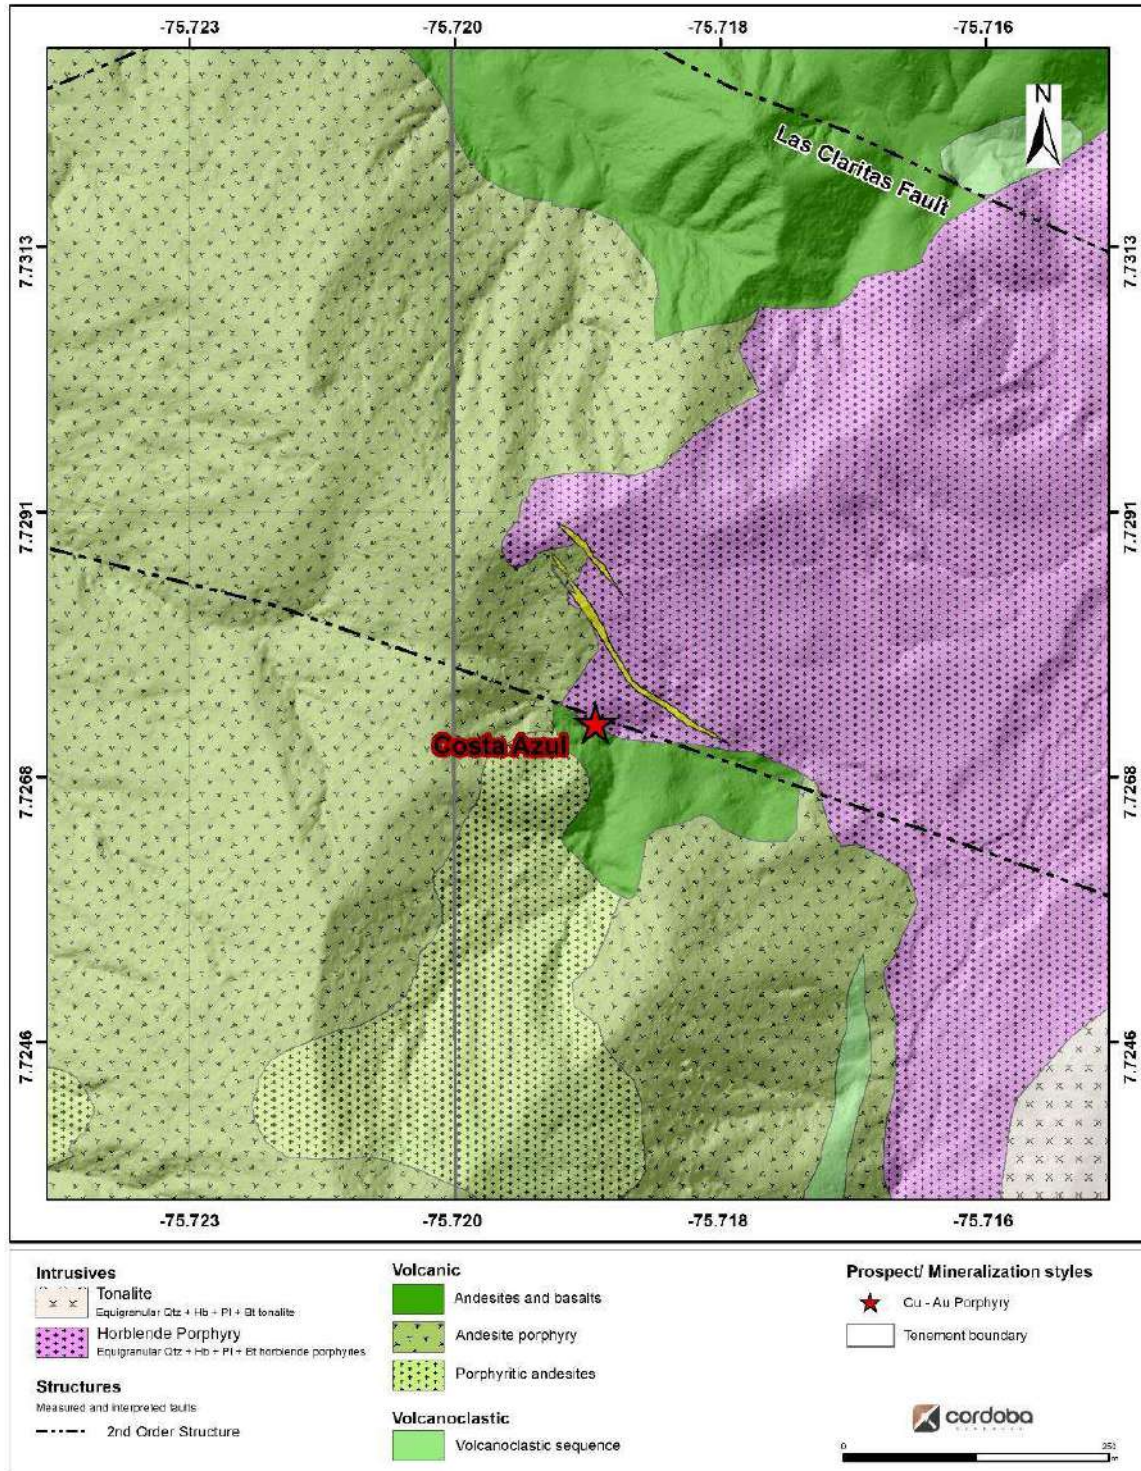 -75.723 -75.720 -75.718 -75.716
N
Las Claritas Fault
7.7313 7.7313
7.7291 7.7291
Costa Azul
7.7268 7.7268
7.7246 7.7246
-75.723 -75.720 -75.718 -75.716
Intrusives
Tonalite
Equigranular Qtz + Hb + Pl + Bt tonalite
Horblende Porphyry
Equigranular Qtz + Hb + Pl + Bt horblende porphyries
Structures
Measured and interpreted faults
2nd Order Structure
Volcanic
Andesites and basalts
Andesite porphyry
Porphyritic andesites
Volcanoclastic
Volcanoclastic sequence
Prospect/ Mineralization styles
Cu - Au Porphyry
Tenement boundary
cordoba
0 250
m